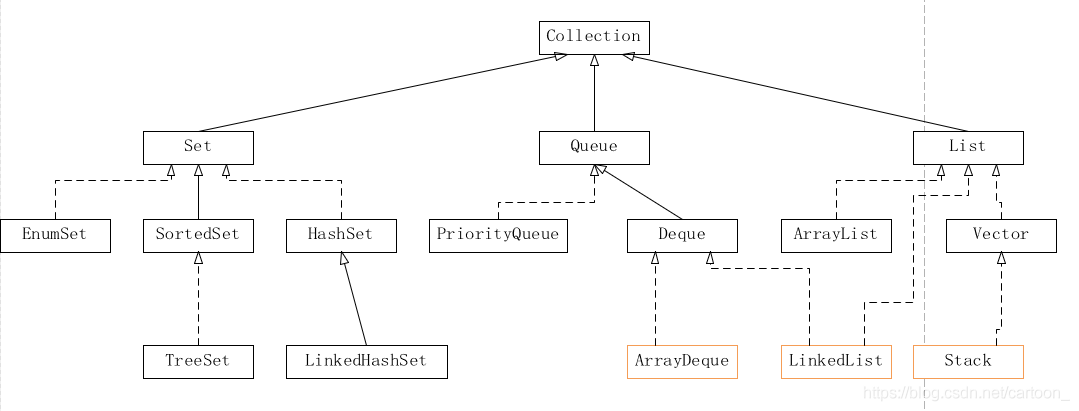 Collection
Set
Queue
List
EnumSet
SortedSet
HashSet
PriorityQueue
Deque
ArrayList
Vector
TreeSet
LinkedHashSet
ArrayDeque
LinkedList
Stack
https://blog.csdn.net/cartoon_